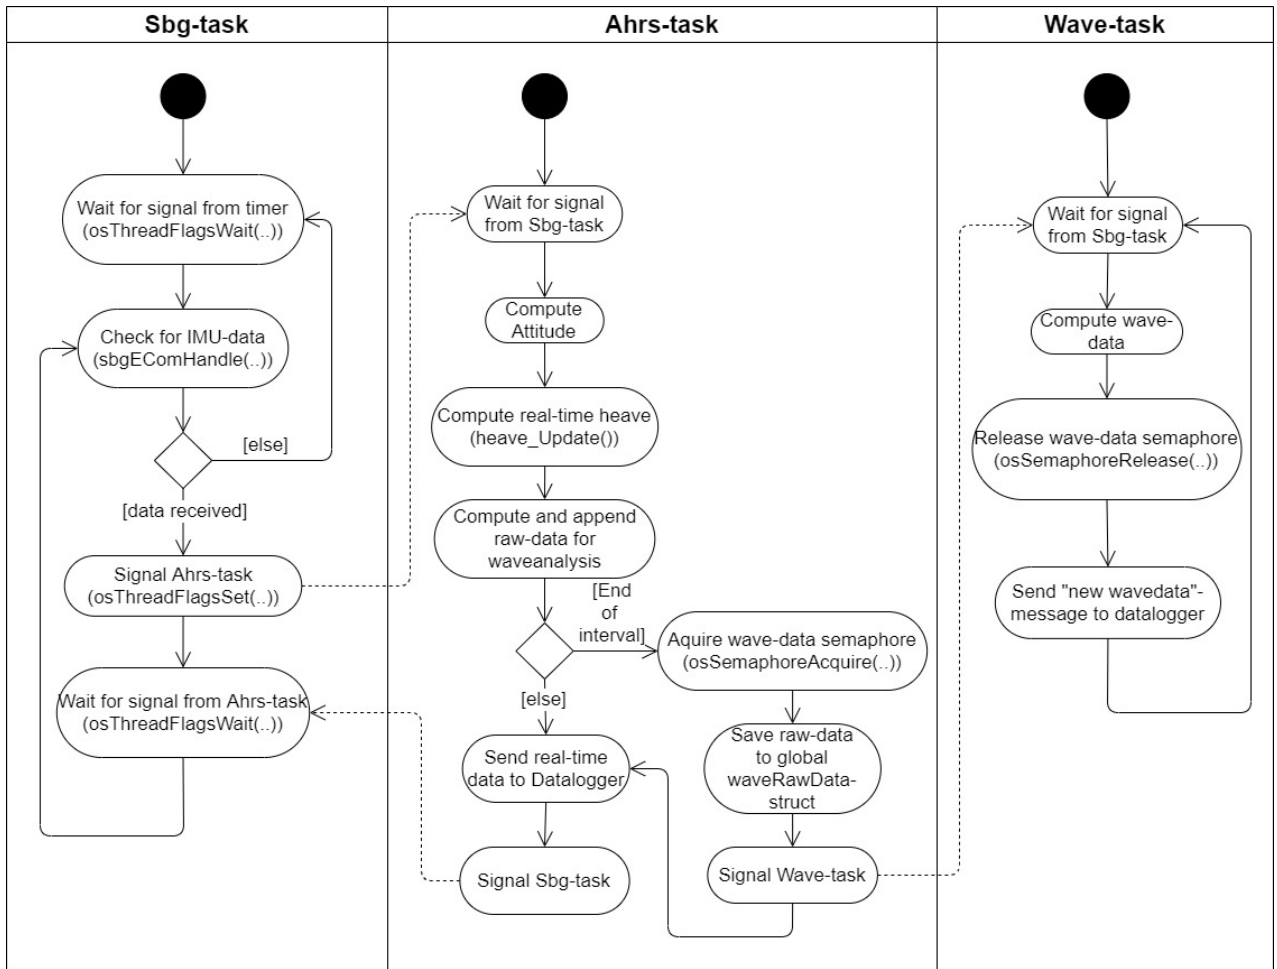 Sbg-task
Ahrs-task
Wave-task
Wait for signal from timer
(osThreadFlagsWait(..))
Check for IMU-data
(sbgEComHandle(..))
[else]
[data received]
Signal Ahrs-task
(osThreadFlagsSet(..))
Wait for signal from Ahrs-task
(osThreadFlagsWait(..))
Wait for signal
from Sbg-task
Compute
Attitude
Compute real-time heave
(heave_Update())
Compute and append
raw-data for
waveanalysis
[End
of
interval]
[else]
Aquire wave-data semaphore
(osSemaphoreAcquire(..))
Save raw-data
to global
waveRawData-
struct
Signal Wave-task
Send real-time
data to Datalogger
Signal Sbg-task
Wait for signal
from Sbg-task
Compute wave-
data
Release wave-data semaphore
(osSemaphoreRelease(..))
Send "new wavedata"-
message to datalogger